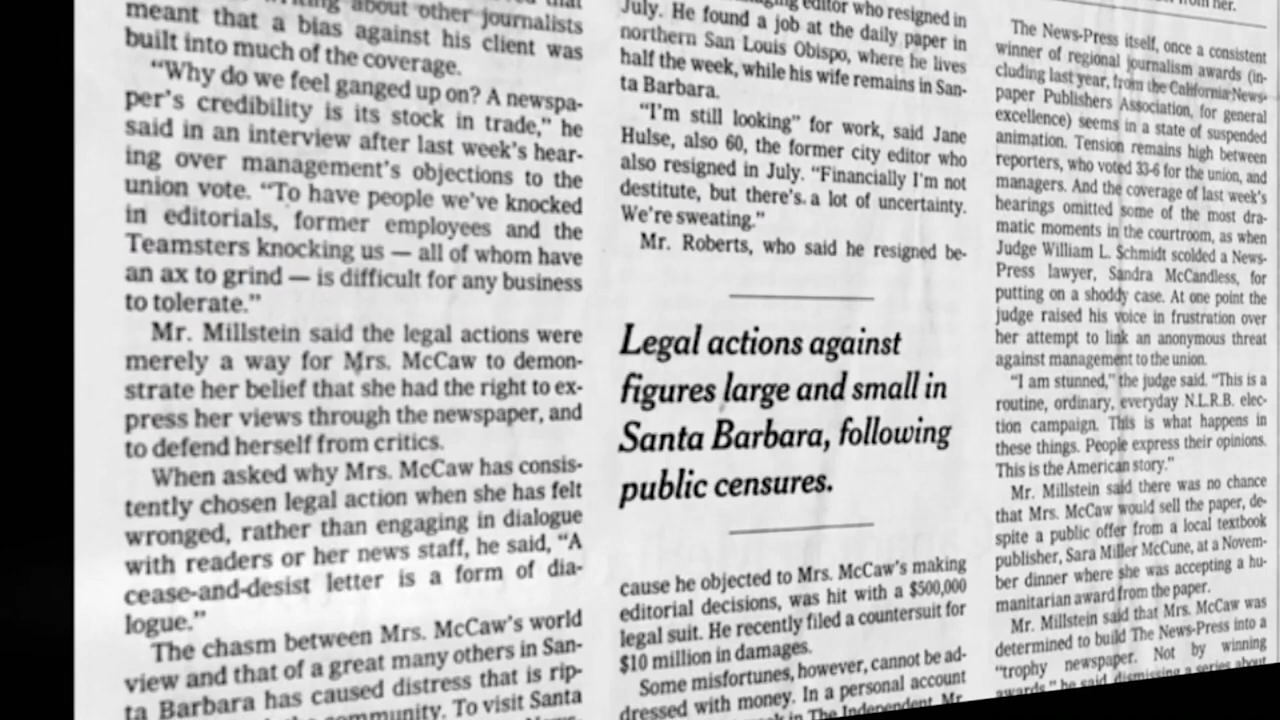 about other journalists
meant that a bias against his client was
built into much of the coverage.
“Why do we feel ganged up on? A newspa-
per’s credibility is its stock in trade,” he
said in an interview after last week’s hear-
ing over management’s objections to the
union vote. “To have people we’ve knocked
in editorials, former employees and the
Teamsters knocking us — all of whom have
an ax to grind — is difficult for any business
to tolerate.”
Mr. Millstein said the legal actions were
merely a way for Mrs. McCaw to demon-
strate her belief that she had the right to ex-
press her views through the newspaper, and
to defend herself from critics.
When asked why Mrs. McCaw has consis-
tently chosen legal action when she has felt
wronged, rather than engaging in dialogue
with readers or her news staff, he said, “A
cease-and-desist letter is a form of dia-
logue.”
The chasm between Mrs. McCaw’s world
view and that of a great many others in San-
ta Barbara has caused distress that is rip-
community. To visit Santa
editor who resigned in
July. He found a job at the daily paper in
northern San Louis Obispo, where he lives
half the week, while his wife remains in San-
ta Barbara.
“I’m still looking” for work, said Jane
Hulse, also 60, the former city editor who
also resigned in July. “Financially I’m not
destitute, but there’s a lot of uncertainty.
We’re sweating.”
Mr. Roberts, who said he resigned be-
Legal actions against
figures large and small in
Santa Barbara, following
public censures.
cause he objected to Mrs. McCaw’s making
editorial decisions, was hit with a $500,000
legal suit. He recently filed a countersuit for
$10 million in damages.
Some misfortunes, however, cannot be ad-
dressed with money. In a personal account
in The Independent, Mr.
from her.
The News-Press itself, once a consistent
winner of regional journalism awards (in-
cluding last year, from the California News-
paper Publishers Association, for general
excellence) seems in a state of suspended
animation. Tension remains high between
reporters, who voted 33-6 for the union, and
managers. And the coverage of last week’s
hearings omitted some of the most dra-
matic moments in the courtroom, as when
Judge William L. Schmidt scolded a News-
Press lawyer, Sandra McCandless, for
putting on a shoddy case. At one point the
judge raised his voice in frustration over
her attempt to link an anonymous threat
against management to the union.
“I am stunned,” the judge said. “This is a
routine, ordinary, everyday N.L.R.B. elec-
tion campaign. This is what happens in
these things. People express their opinions.
This is the American story.”
Mr. Millstein said there was no chance
that Mrs. McCaw would sell the paper, de-
spite a public offer from a local textbook
publisher, Sara Miller McCune, at a Novem-
ber dinner where she was accepting a hu-
manitarian award from the paper.
Mr. Millstein said that Mrs. McCaw was
determined to build The News-Press into a
“trophy newspaper. Not by winning
awards,” he said, dismissing a series about